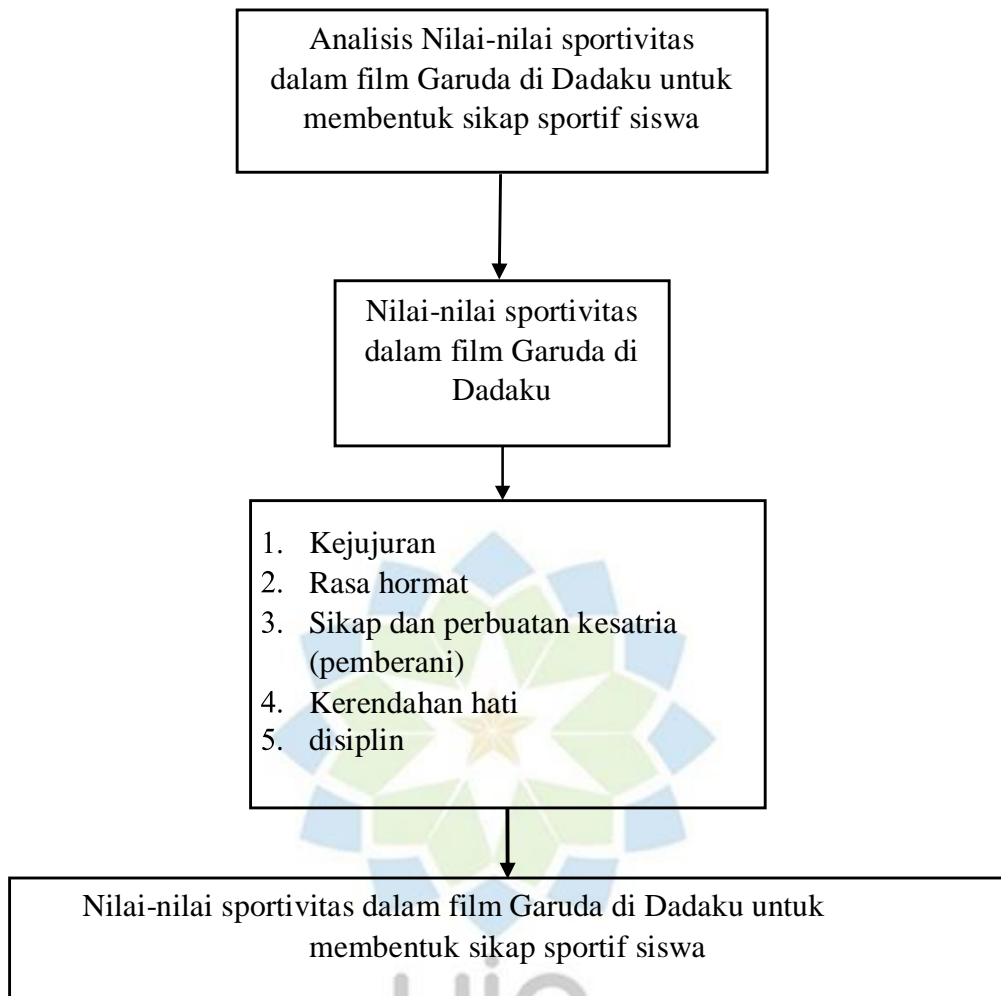 Analisis Nilai-nilai sportivitas
dalam film Garuda di Dadaku untuk
membentuk sikap sportif siswa
Nilai-nilai sportivitas
dalam film Garuda di
Dadaku
1. Kejujuran
2. Rasa hormat
3. Sikap dan perbuatan kesatria
(pemberani)
4. Kerendahan hati
5. disiplin
Nilai-nilai sportivitas dalam film Garuda di Dadaku untuk
membentuk sikap sportif siswa